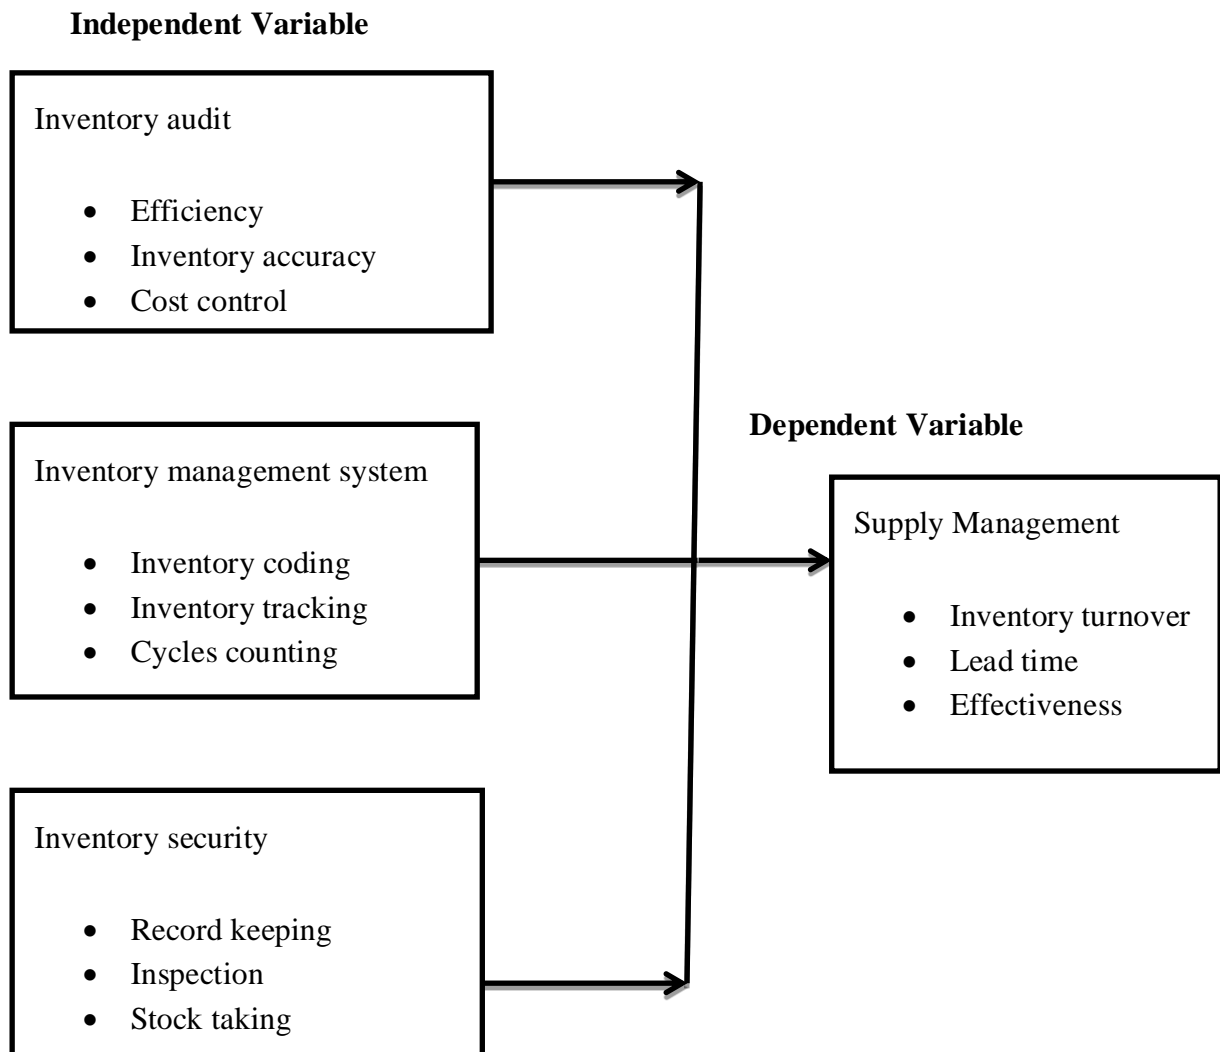 Independent Variable
Inventory audit
• Efficiency
• Inventory accuracy
• Cost control
Inventory management system
• Inventory coding
• Inventory tracking
• Cycles counting
Inventory security
• Record keeping
• Inspection
• Stock taking
Dependent Variable
Supply Management
• Inventory turnover
• Lead time
• Effectiveness